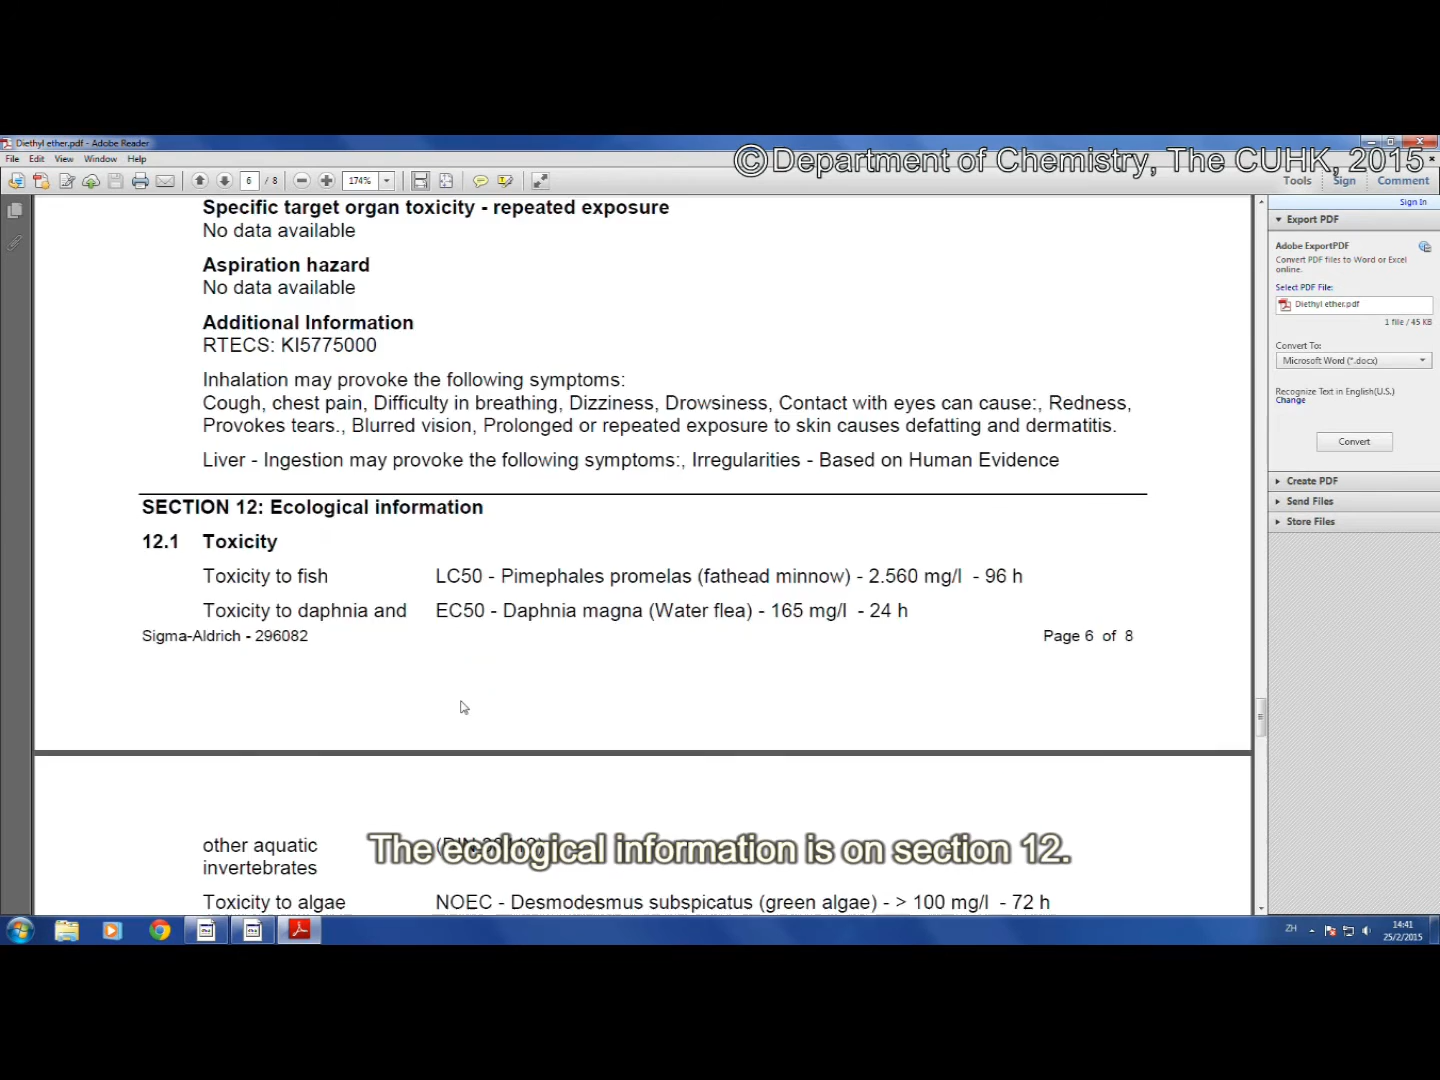 Diethyl ether.pdf - Adobe Reader
©Department of Chemistry, The CUHK, 2015
File Edit View Window Help
6 / 8 174% Tools Sign Comment
Sign In
Specific target organ toxicity - repeated exposure
No data available
Aspiration hazard
No data available
Additional Information
RTECS: KI5775000
Inhalation may provoke the following symptoms:
Cough, chest pain, Difficulty in breathing, Dizziness, Drowsiness, Contact with eyes can cause:, Redness,
Provokes tears., Blurred vision, Prolonged or repeated exposure to skin causes defatting and dermatitis.
Liver - Ingestion may provoke the following symptoms:, Irregularities - Based on Human Evidence
SECTION 12: Ecological information
12.1 Toxicity
Toxicity to fish LC50 - Pimephales promelas (fathead minnow) - 2.560 mg/l - 96 h
Toxicity to daphnia and EC50 - Daphnia magna (Water flea) - 165 mg/l - 24 h
Sigma-Aldrich - 296082 Page 6 of 8
other aquatic
invertebrates
The ecological information is on section 12.
Toxicity to algae NOEC - Desmodesmus subspicatus (green algae) - > 100 mg/l - 72 h
Export PDF
Adobe ExportPDF
Convert PDF files to Word or Excel
online.
Select PDF File:
Diethyl ether.pdf
1 file / 45 KB
Convert To:
Microsoft Word (*.docx)
Recognize Text in English(U.S.)
Change
Convert
Create PDF
Send Files
Store Files
ZH 14:41
25/2/2015